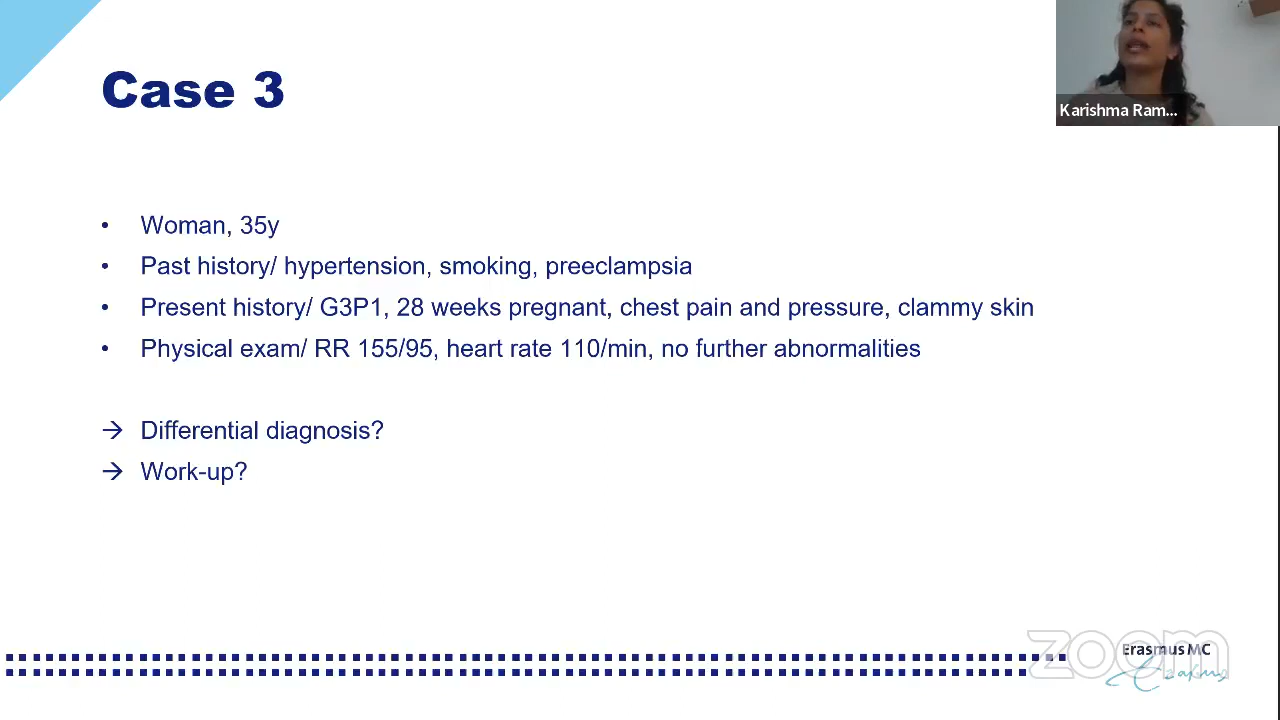 Case 3
Karishma Ram...
• Woman, 35y
• Past history/ hypertension, smoking, preeclampsia
• Present history/ G3P1, 28 weeks pregnant, chest pain and pressure, clammy skin
• Physical exam/ RR 155/95, heart rate 110/min, no further abnormalities
→ Differential diagnosis?
→ Work-up?
zoom
Erasmus MC
Erasmus